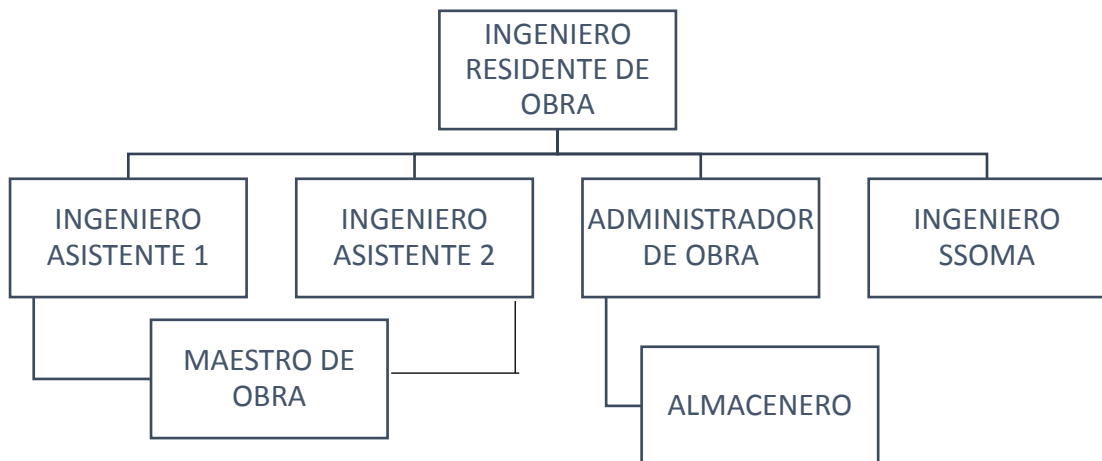 INGENIERO
RESIDENTE DE
OBRA
INGENIERO
ASISTENTE 1
INGENIERO
ASISTENTE 2
ADMINISTRADOR
DE OBRA
INGENIERO
SSOMA
MAESTRO DE
OBRA
ALMACENERO